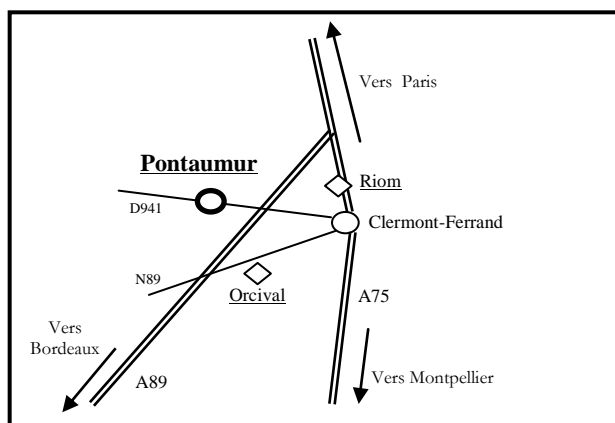 Vers Paris
Pontaumur
Riom
D941
Clermont-Ferrand
N89
Orcival
A75
Vers
Bordeaux
A89
Vers Montpellier